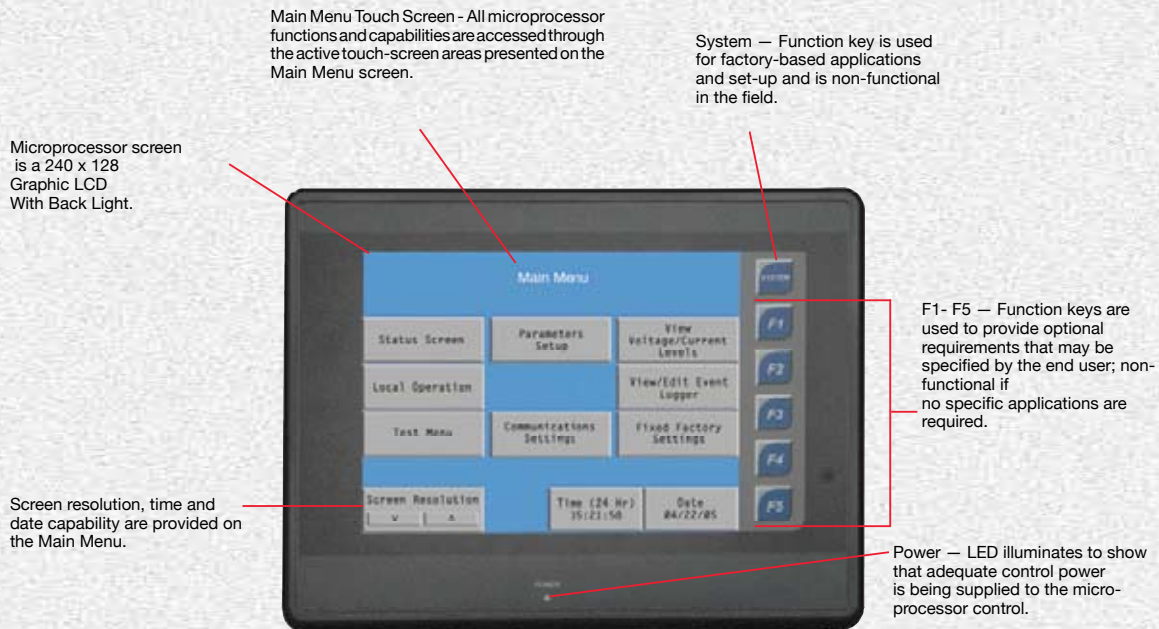 Main Menu Touch Screen - All microprocessor
functions and capabilities are accessed through
the active touch-screen areas presented on the
Main Menu screen.
System — Function key is used
for factory-based applications
and set-up and is non-functional
in the field.
Microprocessor screen
is a 240 x 128
Graphic LCD
With Back Light.
Main Menu
SYSTEM
F1
F2
F3
F4
F5
Status Screen
Parameters
Setup
View
Voltage/Current
Levels
Local Operation
View/Edit Event
Logger
Test Menu
Communications
Settings
Fixed Factory
Settings
Screen Resolution
v ^
Time (24 Hr)
15:21:58
Date
04/22/05
POWER
F1- F5 — Function keys are
used to provide optional
requirements that may be
specified by the end user; non-
functional if
no specific applications are
required.
Screen resolution, time and
date capability are provided on
the Main Menu.
Power — LED illuminates to show
that adequate control power
is being supplied to the micro-
processor control.